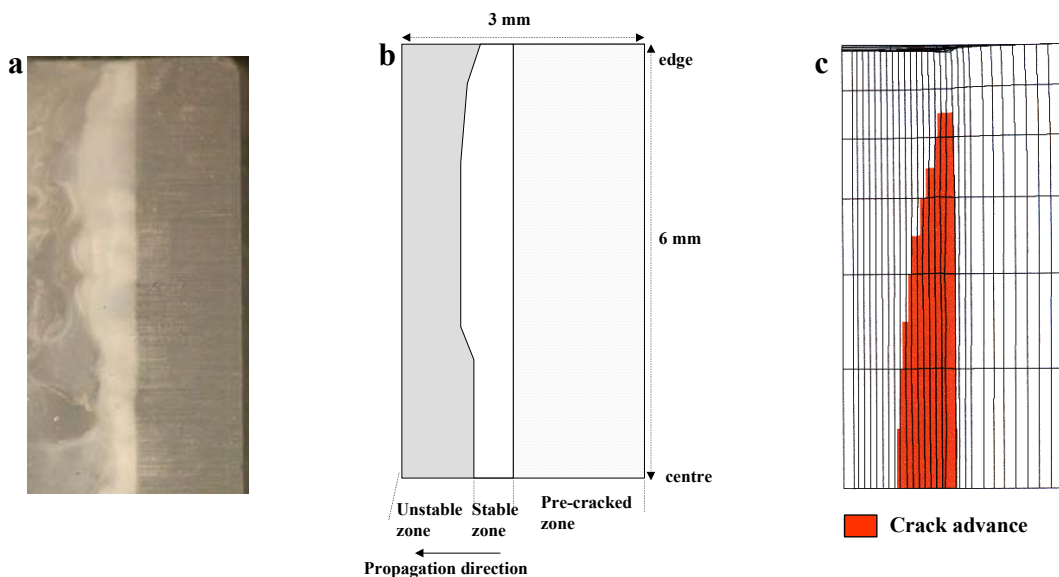 a
b
3 mm
edge
6 mm
centre
Unstable
zone
Stable
zone
Pre-cracked
zone
Propagation direction
c
Crack advance